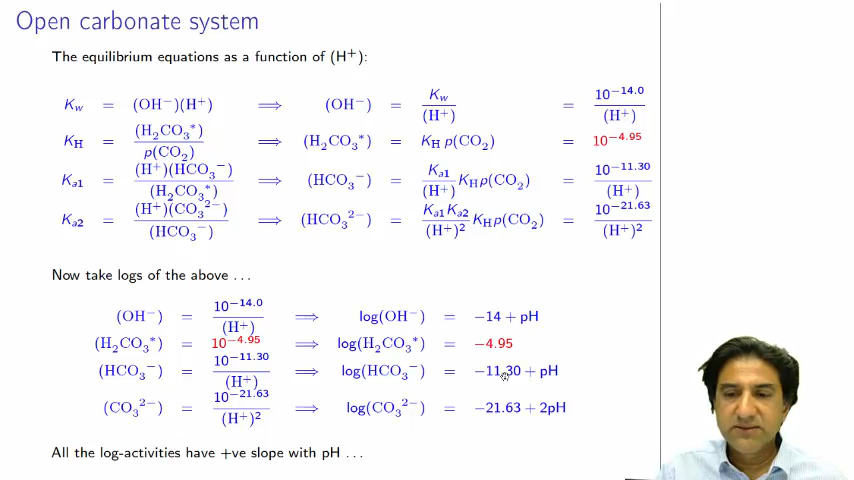 Open carbonate system
The equilibrium equations as a function of (H⁺):
K_w = (OH⁻)(H⁺) ⟹ (OH⁻) = K_w/(H⁺) = 10^−14.0/(H⁺)
K_H = (H₂CO₃*)/p(CO₂) ⟹ (H₂CO₃*) = K_H p(CO₂) = 10^−4.95
K_a1 = (H⁺)(HCO₃⁻)/(H₂CO₃*) ⟹ (HCO₃⁻) = K_a1/(H⁺) K_H p(CO₂) = 10^−11.30/(H⁺)
K_a2 = (H⁺)(CO₃²⁻)/(HCO₃⁻) ⟹ (HCO₃²⁻) = K_a1K_a2/(H⁺)² K_H p(CO₂) = 10^−21.63/(H⁺)²
Now take logs of the above . . .
(OH⁻) = 10^−14.0/(H⁺) ⟹ log(OH⁻) = −14 + pH
(H₂CO₃*) = 10^−4.95 ⟹ log(H₂CO₃*) = −4.95
(HCO₃⁻) = 10^−11.30/(H⁺) ⟹ log(HCO₃⁻) = −11.30 + pH
(CO₃²⁻) = 10^−21.63/(H⁺)² ⟹ log(CO₃²⁻) = −21.63 + 2pH
All the log-activities have +ve slope with pH . . .